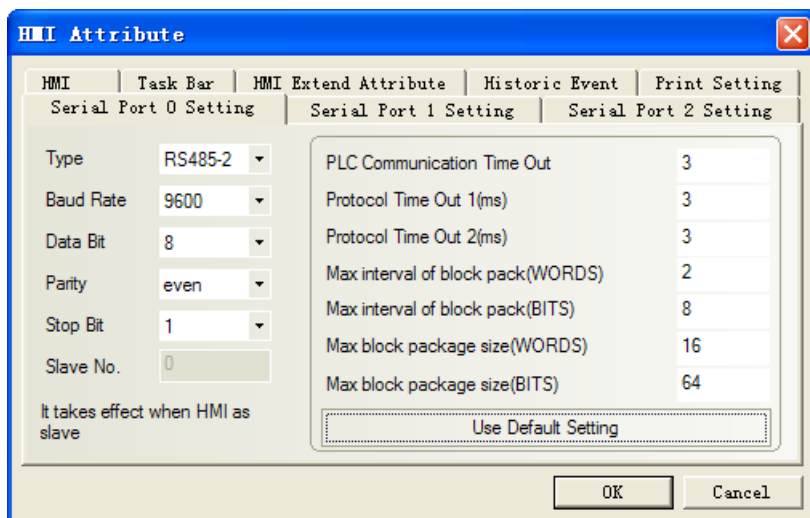 HMI Attribute
HMI
Task Bar
HMI Extend Attribute
Historic Event
Print Setting
Serial Port 0 Setting
Serial Port 1 Setting
Serial Port 2 Setting
Type
RS485-2
Baud Rate
9600
Data Bit
8
Parity
even
Stop Bit
1
Slave No.
0
It takes effect when HMI as
slave
PLC Communication Time Out
3
Protocol Time Out 1(ms)
3
Protocol Time Out 2(ms)
3
Max interval of block pack(WORDS)
2
Max interval of block pack(BITS)
8
Max block package size(WORDS)
16
Max block package size(BITS)
64
Use Default Setting
OK
Cancel